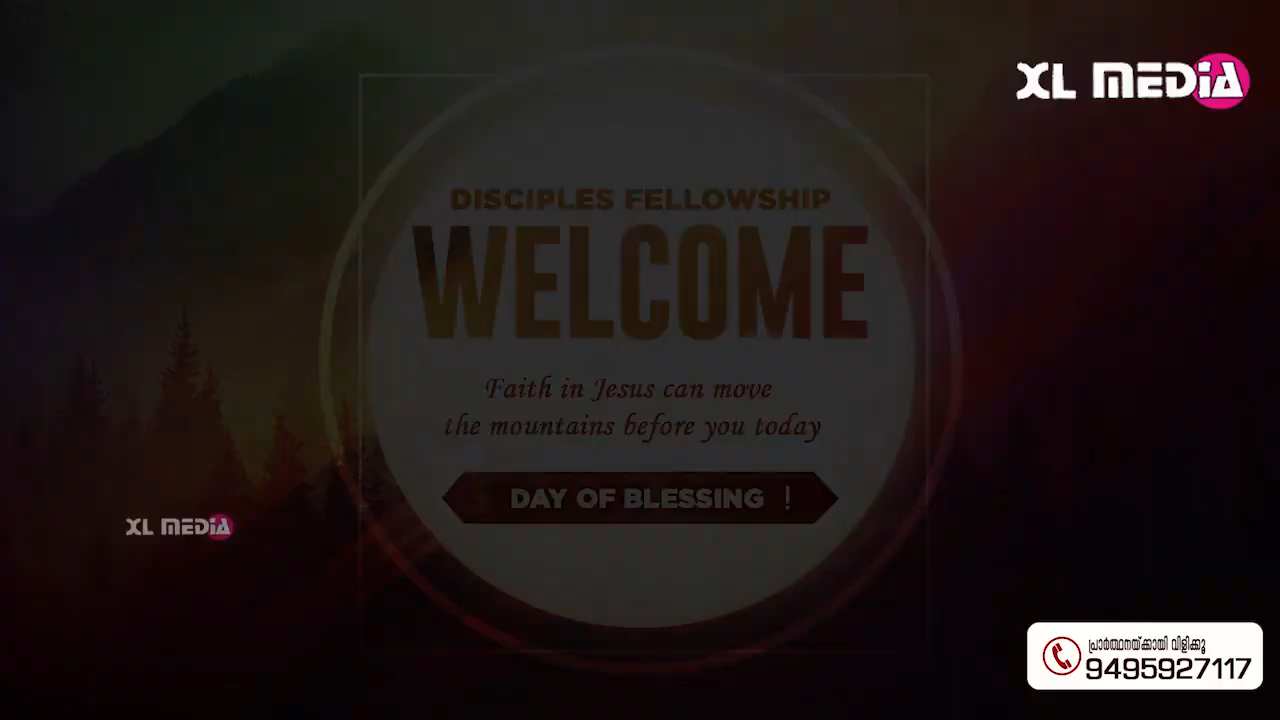 XL MEDiA
DISCIPLES FELLOWSHIP
WELCOME
Faith in Jesus can move
the mountains before you today
DAY OF BLESSING !
XL MEDiA
പ്രാർത്ഥനയ്ക്കായി വിളിക്കൂ
9495927117